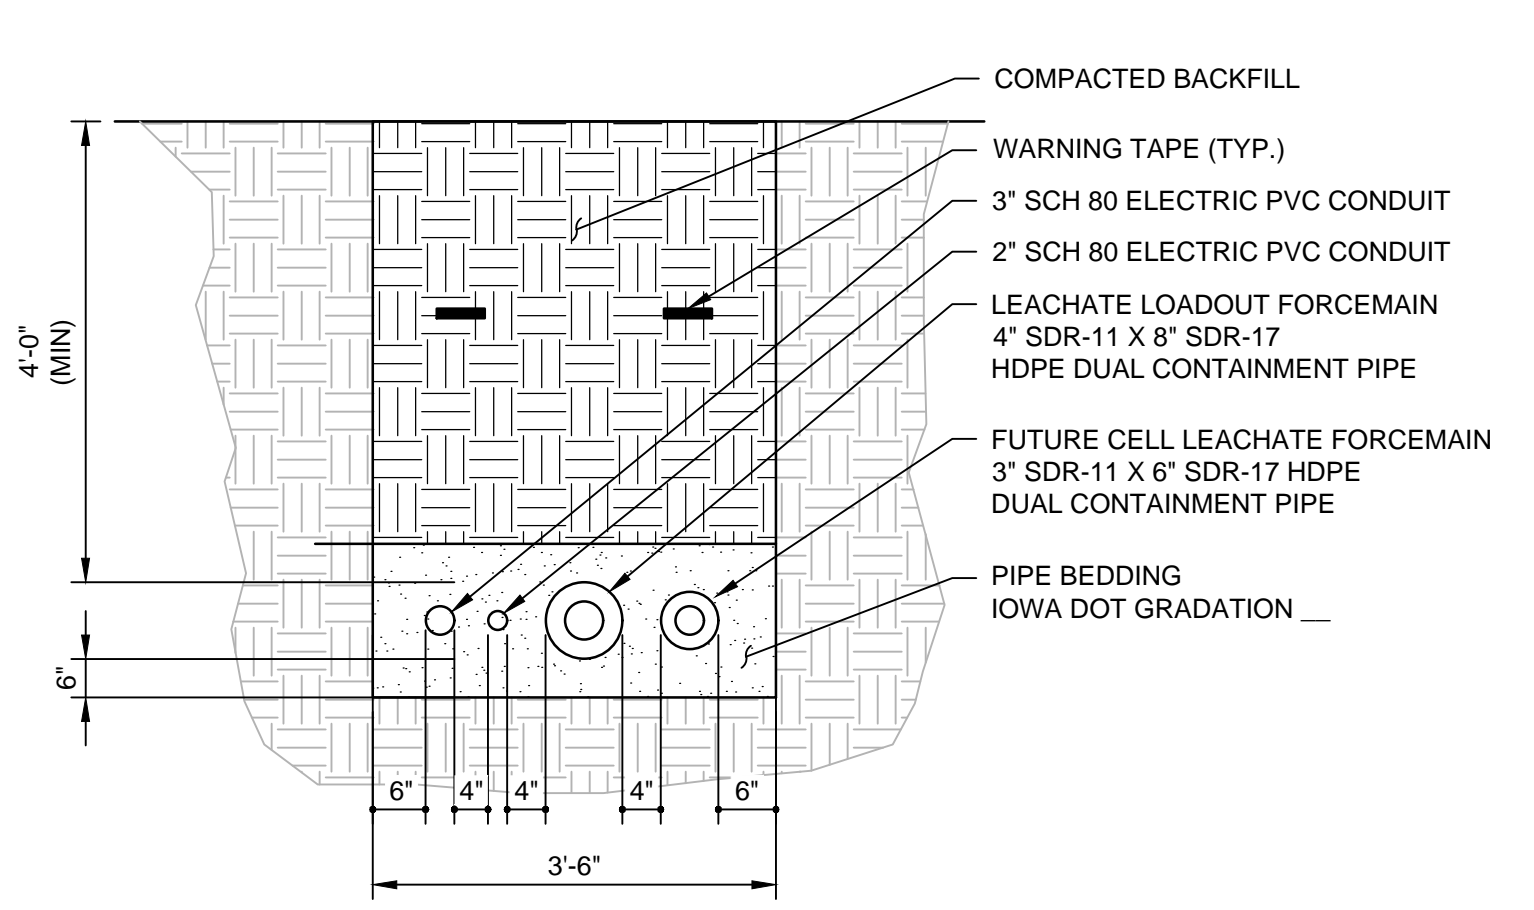 COMPACTED BACKFILL
WARNING TAPE (TYP.)
3" SCH 80 ELECTRIC PVC CONDUIT
2" SCH 80 ELECTRIC PVC CONDUIT
LEACHATE LOADOUT FORCEMAIN
4" SDR-11 X 8" SDR-17
HDPE DUAL CONTAINMENT PIPE
FUTURE CELL LEACHATE FORCEMAIN
3" SDR-11 X 6" SDR-17 HDPE
DUAL CONTAINMENT PIPE
PIPE BEDDING
IOWA DOT GRADATION __
4'-0"
(MIN)
6"
6"
4"
4"
4"
6"
3'-6"